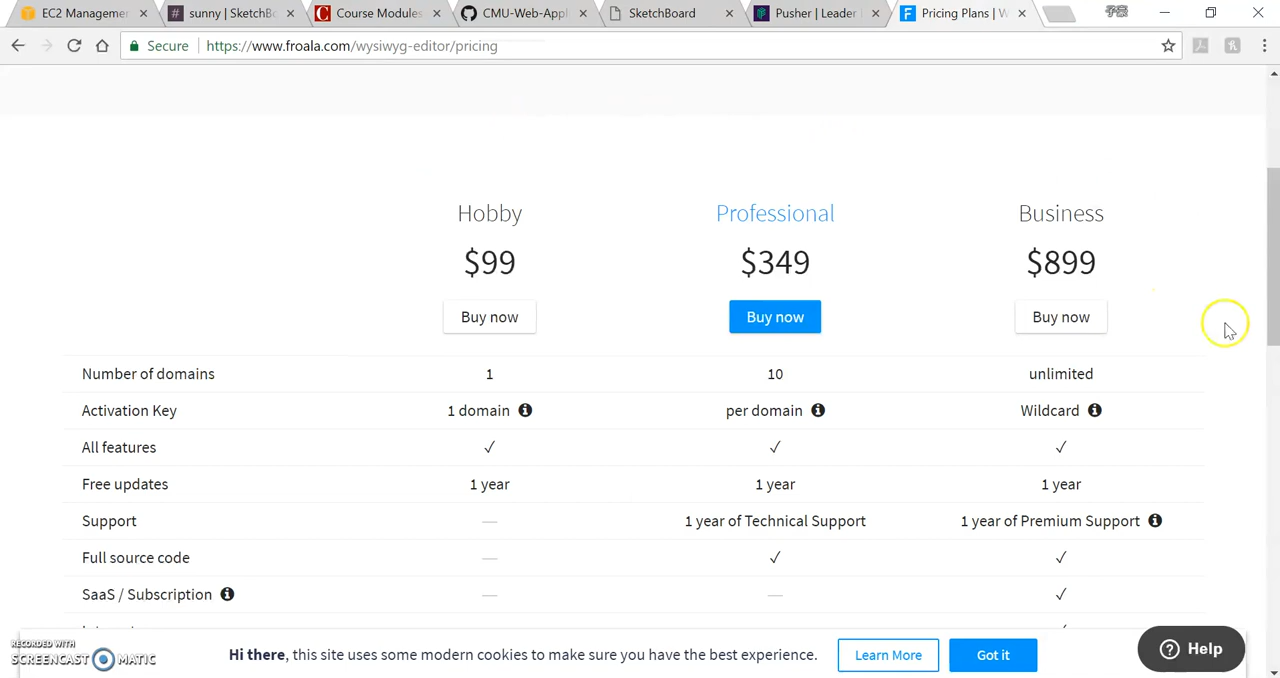 EC2 Manageme
sunny | SketchBo
Course Modules
CMU-Web-Appl
SketchBoard
Pusher | Leader
Pricing Plans | W
子豪
Secure
https://www.froala.com/wysiwyg-editor/pricing
Hobby Professional Business
$99 $349 $899
Buy now Buy now Buy now
Number of domains 1 10 unlimited
Activation Key 1 domain per domain Wildcard
All features ✓ ✓ ✓
Free updates 1 year 1 year 1 year
Support — 1 year of Technical Support 1 year of Premium Support
Full source code — ✓ ✓
SaaS / Subscription — — ✓
RECORDED WITH
SCREENCAST MATIC
Hi there, this site uses some modern cookies to make sure you have the best experience.
Learn More
Got it
Help